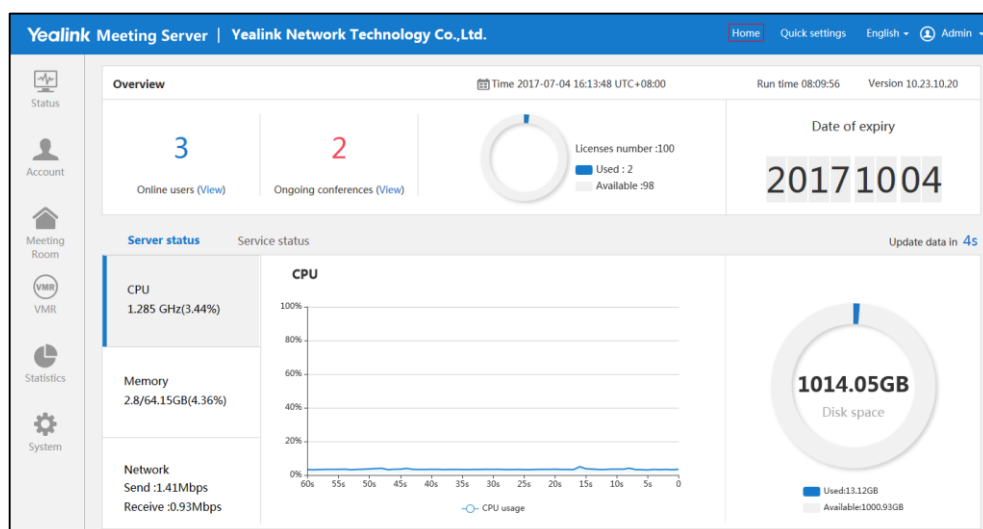 Yealink Meeting Server | Yealink Network Technology Co.,Ltd.
Home Quick settings English Admin
Status
Account
Meeting
Room
VMR
VMR
Statistics
System
Overview
Time 2017-07-04 16:13:48 UTC+08:00
Run time 08:09:56
Version 10.23.10.20
3
Online users (View)
2
Ongoing conferences (View)
Licenses number :100
Used : 2
Available :98
Date of expiry
20171004
Server status
Service status
Update data in 4s
CPU
1.285 GHz(3.44%)
Memory
2.8/64.15GB(4.36%)
Network
Send :1.41Mbps
Receive :0.93Mbps
CPU
100%
80%
60%
40%
20%
0%
60s 55s 50s 45s 40s 35s 30s 25s 20s 15s 10s 5s 0
CPU usage
1014.05GB
Disk space
Used:13.12GB
Available:1000.93GB